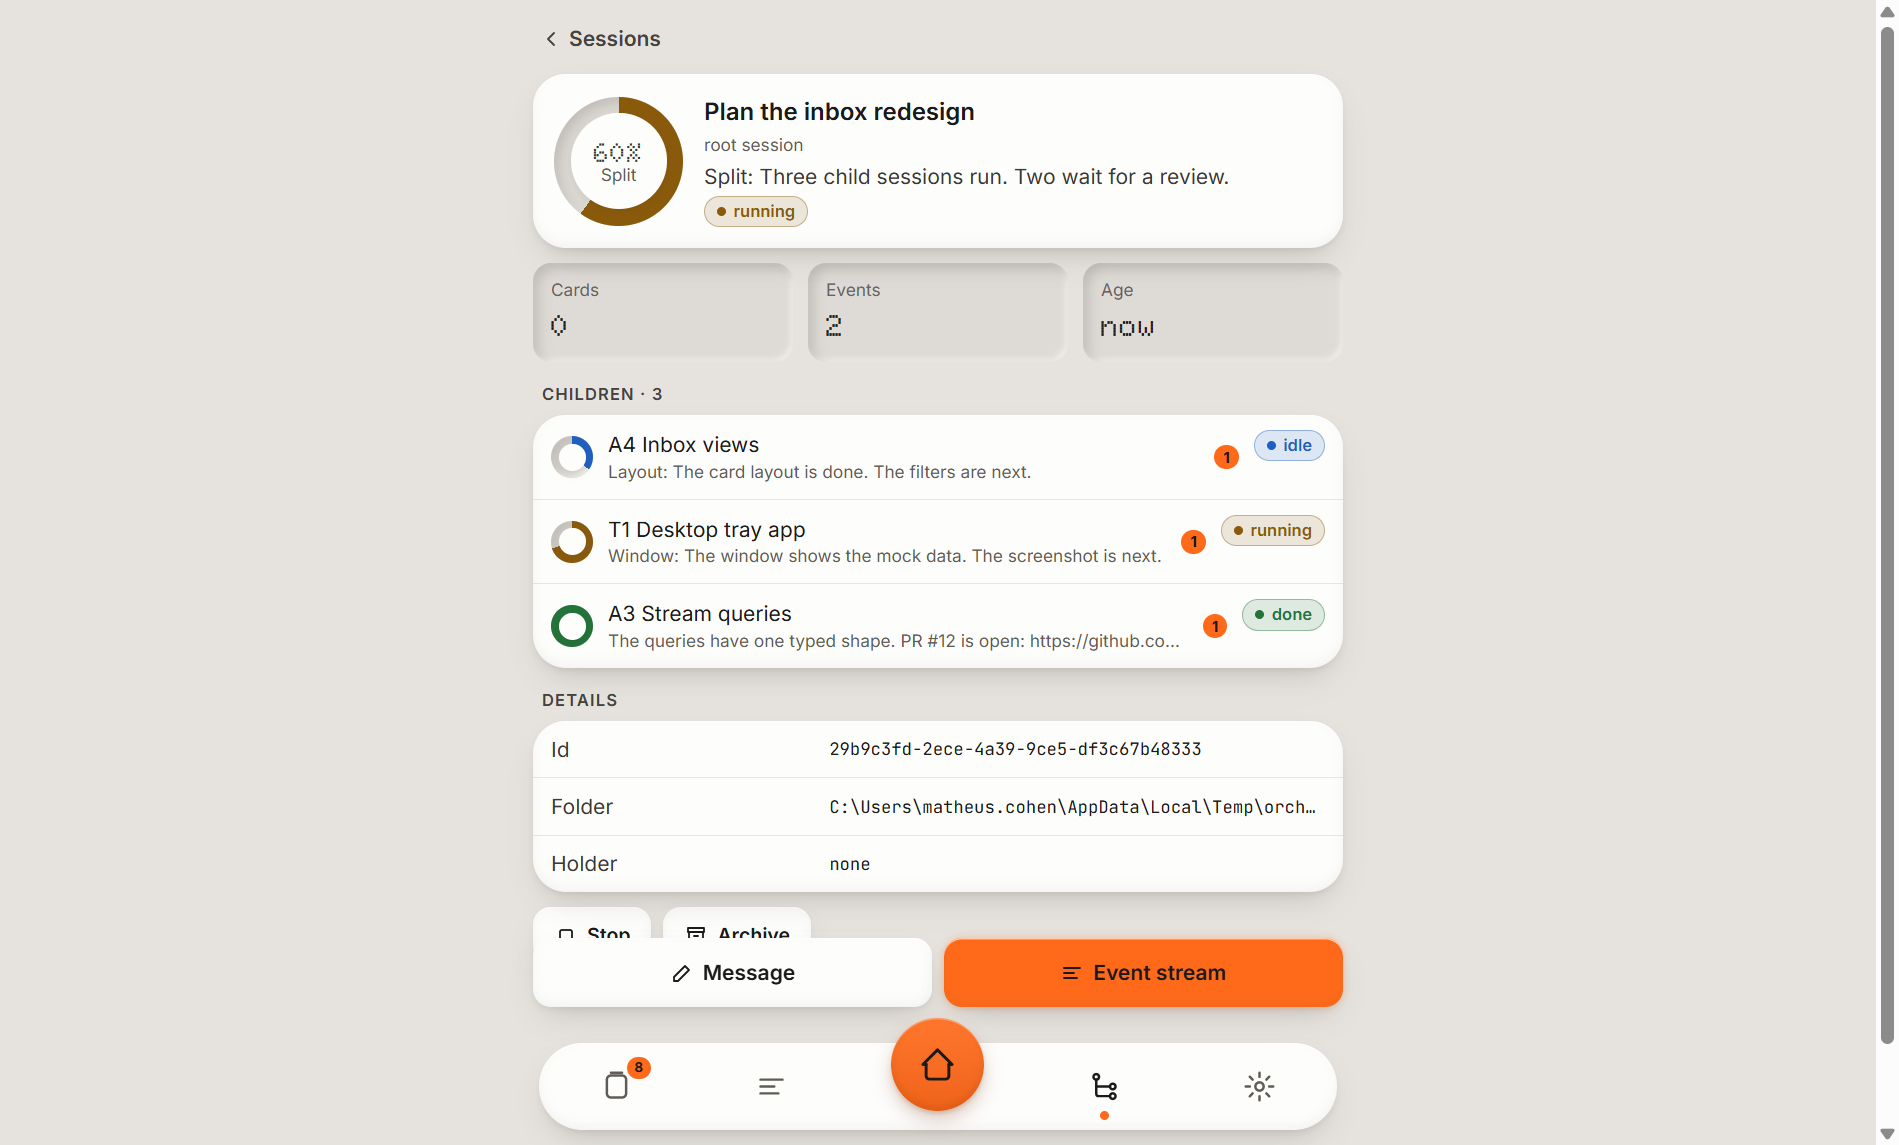 Sessions
60%
Split
Plan the inbox redesign
root session
Split: Three child sessions run. Two wait for a review.
running
Cards
0
Events
2
Age
now
CHILDREN · 3
A4 Inbox views
Layout: The card layout is done. The filters are next.
1
idle
T1 Desktop tray app
Window: The window shows the mock data. The screenshot is next.
1
running
A3 Stream queries
The queries have one typed shape. PR #12 is open: https://github.co...
1
done
DETAILS
Id
29b9c3fd-2ece-4a39-9ce5-df3c67b48333
Folder
C:\Users\matheus.cohen\AppData\Local\Temp\orch…
Holder
none
Stop
Archive
Message
Event stream
8